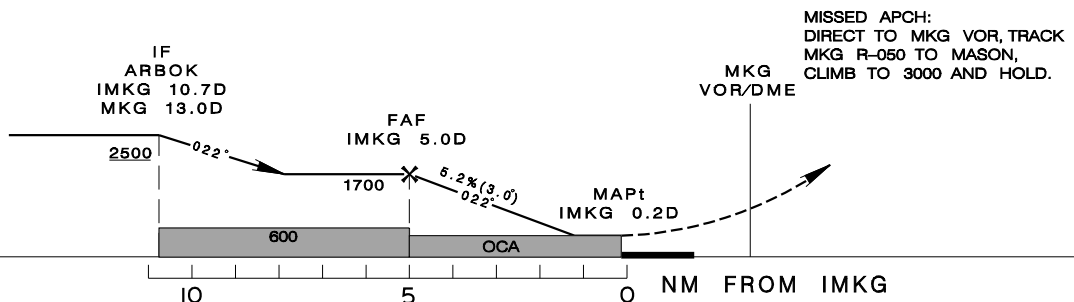 MISSED APCH:
DIRECT TO MKG VOR, TRACK
MKG R-050 TO MASON,
CLIMB TO 3000 AND HOLD.
IF
ARBOK
IMKG 10.7D
MKG 13.0D
MKG
VOR/DME
FAF
IMKG 5.0D
2500
022°
1700
5.2%(3.0°)
022°
MAPt
IMKG 0.2D
600
OCA
10
5
0
NM FROM IMKG